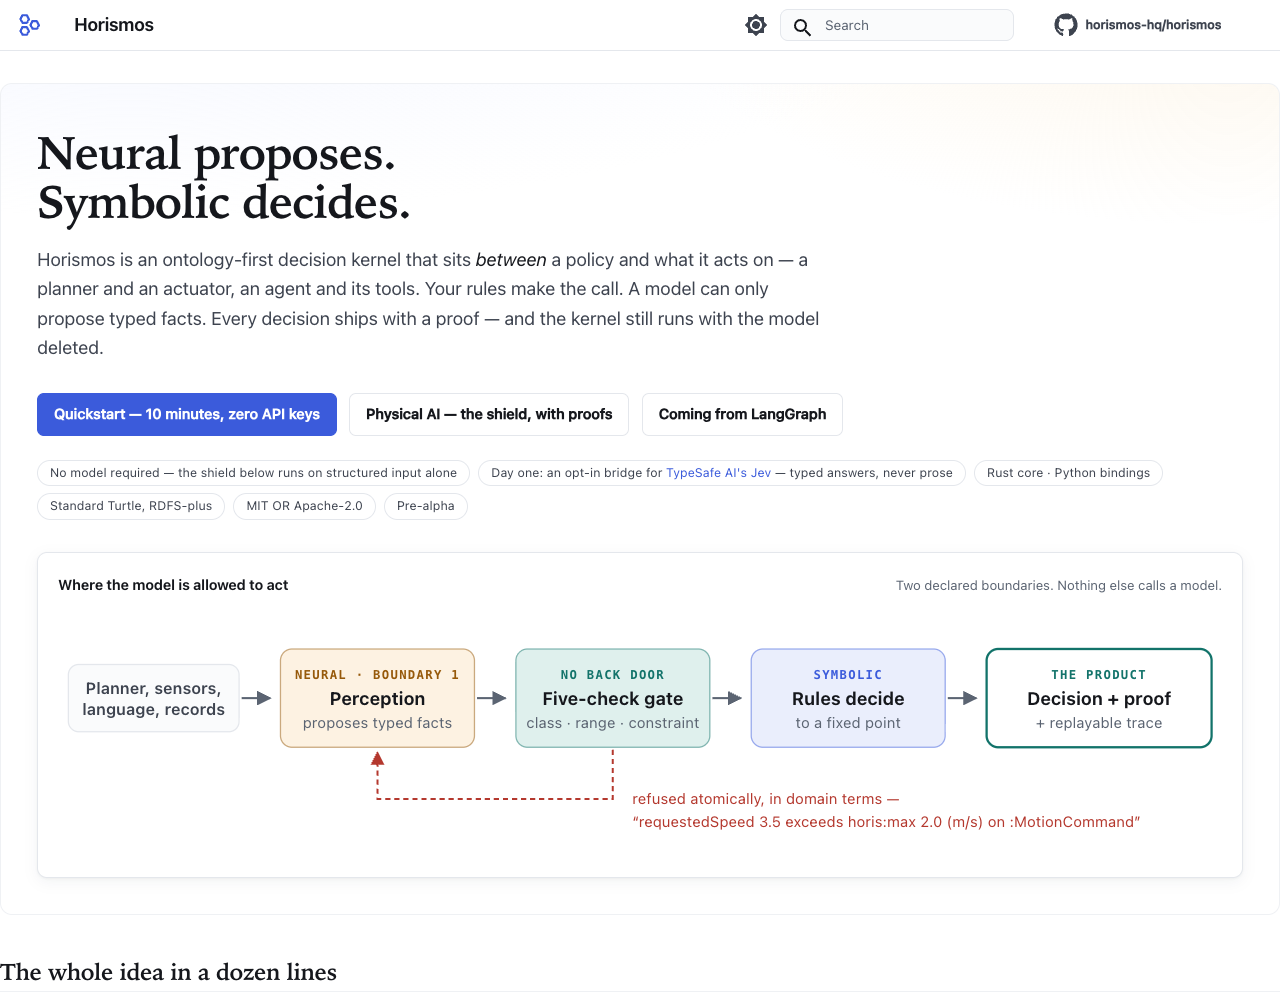 Horismos
Search
horismos-hq/horismos
Neural proposes.
Symbolic decides.
Horismos is an ontology-first decision kernel that sits between a policy and what it acts on — a
planner and an actuator, an agent and its tools. Your rules make the call. A model can only
propose typed facts. Every decision ships with a proof — and the kernel still runs with the model
deleted.
Quickstart — 10 minutes, zero API keys
Physical AI — the shield, with proofs
Coming from LangGraph
No model required — the shield below runs on structured input alone
Day one: an opt-in bridge for TypeSafe AI's Jev — typed answers, never prose
Rust core · Python bindings
Standard Turtle, RDFS-plus
MIT OR Apache-2.0
Pre-alpha
Where the model is allowed to act
Two declared boundaries. Nothing else calls a model.
Planner, sensors,
language, records
NEURAL · BOUNDARY 1
Perception
proposes typed facts
NO BACK DOOR
Five-check gate
class · range · constraint
SYMBOLIC
Rules decide
to a fixed point
THE PRODUCT
Decision + proof
+ replayable trace
refused atomically, in domain terms —
“requestedSpeed 3.5 exceeds horis:max 2.0 (m/s) on :MotionCommand”
The whole idea in a dozen lines